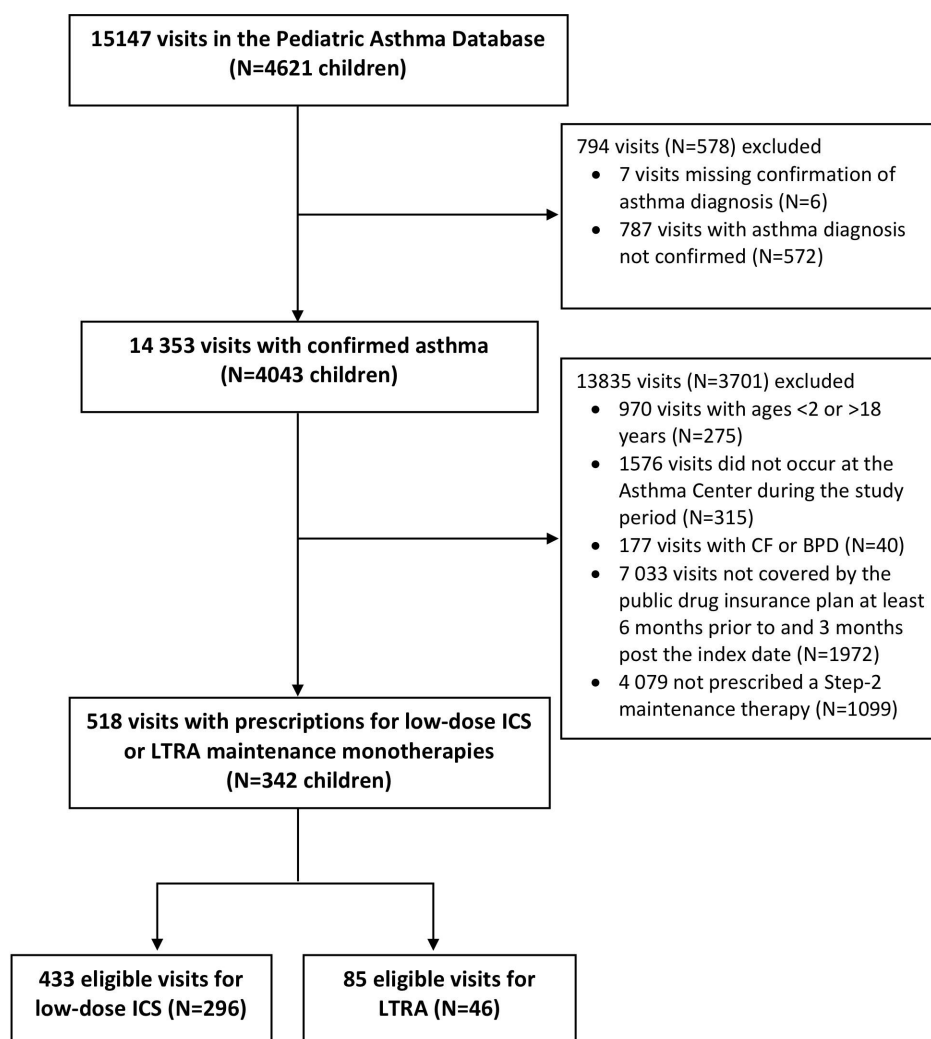 15147 visits in the Pediatric Asthma Database
(N=4621 children)
794 visits (N=578) excluded
• 7 visits missing confirmation of
asthma diagnosis (N=6)
• 787 visits with asthma diagnosis
not confirmed (N=572)
14 353 visits with confirmed asthma
(N=4043 children)
13835 visits (N=3701) excluded
• 970 visits with ages <2 or >18
years (N=275)
• 1576 visits did not occur at the
Asthma Center during the study
period (N=315)
• 177 visits with CF or BPD (N=40)
• 7 033 visits not covered by the
public drug insurance plan at least
6 months prior to and 3 months
post the index date (N=1972)
• 4 079 not prescribed a Step-2
maintenance therapy (N=1099)
518 visits with prescriptions for low-dose ICS
or LTRA maintenance monotherapies
(N=342 children)
433 eligible visits for
low-dose ICS (N=296)
85 eligible visits for
LTRA (N=46)